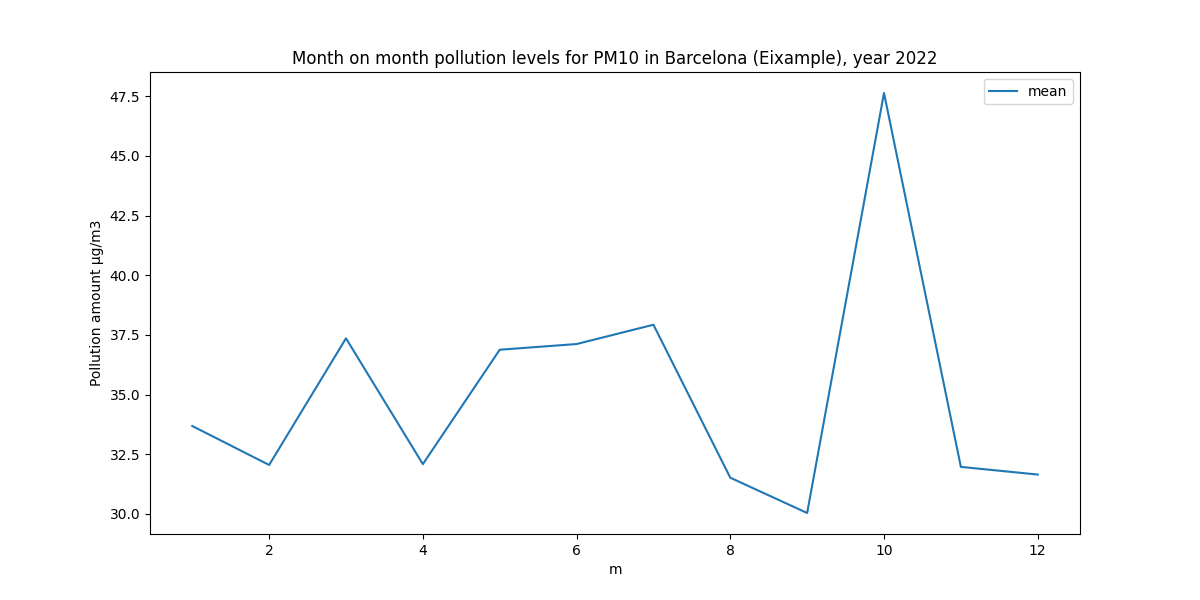 Month on month pollution levels for PM10 in Barcelona (Eixample), year 2022
mean
47.5
45.0
42.5
40.0
37.5
35.0
32.5
30.0
Pollution amount µg/m3
2 4 6 8 10 12
m